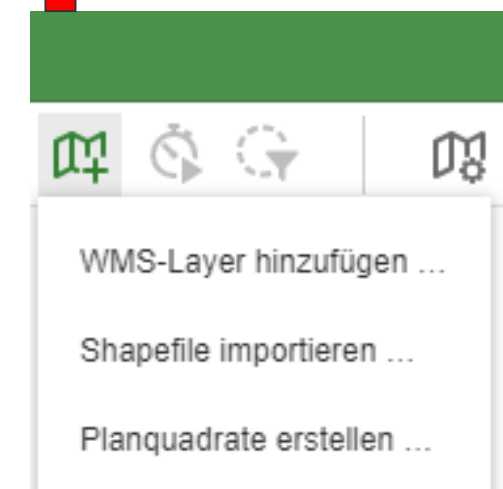 WMS-Layer hinzufügen ...
Shapefile importieren ...
Planquadrate erstellen ...